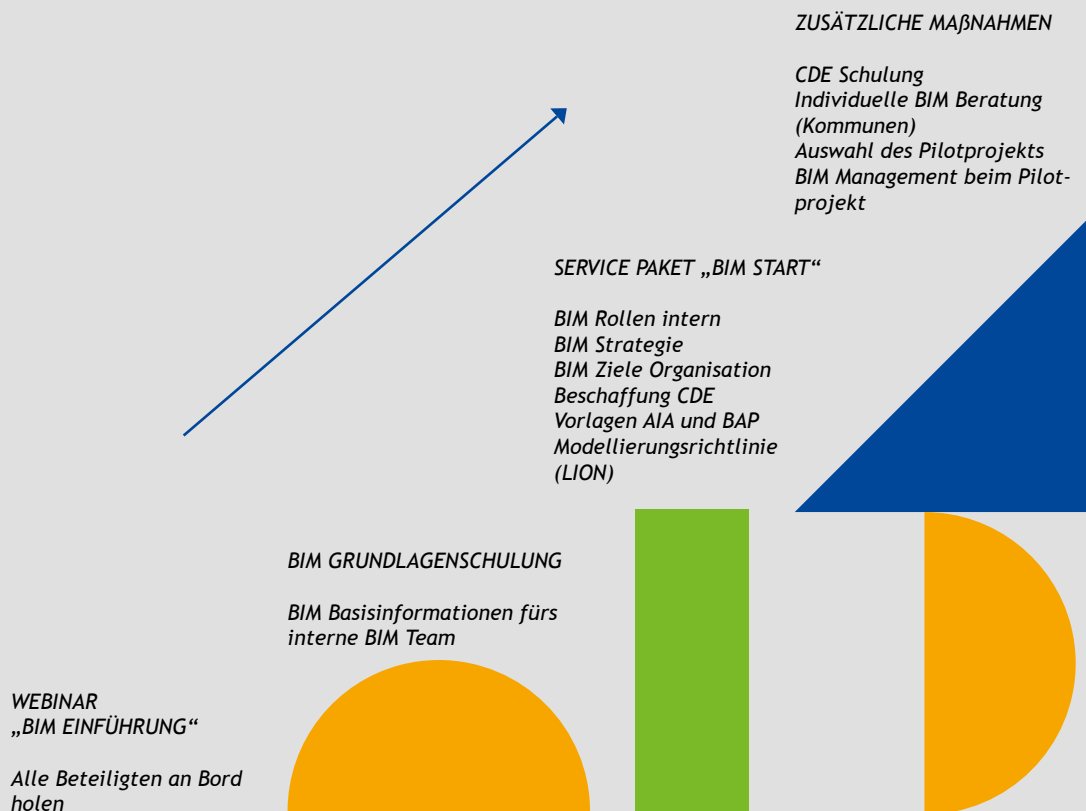 ZUSÄTZLICHE MAßNAHMEN
CDE Schulung
Individuelle BIM Beratung
(Kommunen)
Auswahl des Pilotprojekts
BIM Management beim Pilot-
projekt
SERVICE PAKET „BIM START“
BIM Rollen intern
BIM Strategie
BIM Ziele Organisation
Beschaffung CDE
Vorlagen AIA und BAP
Modellierungsrichtlinie
(LION)
BIM GRUNDLAGENSCHULUNG
BIM Basisinformationen fürs
interne BIM Team
WEBINAR
„BIM EINFÜHRUNG“
Alle Beteiligten an Bord
holen